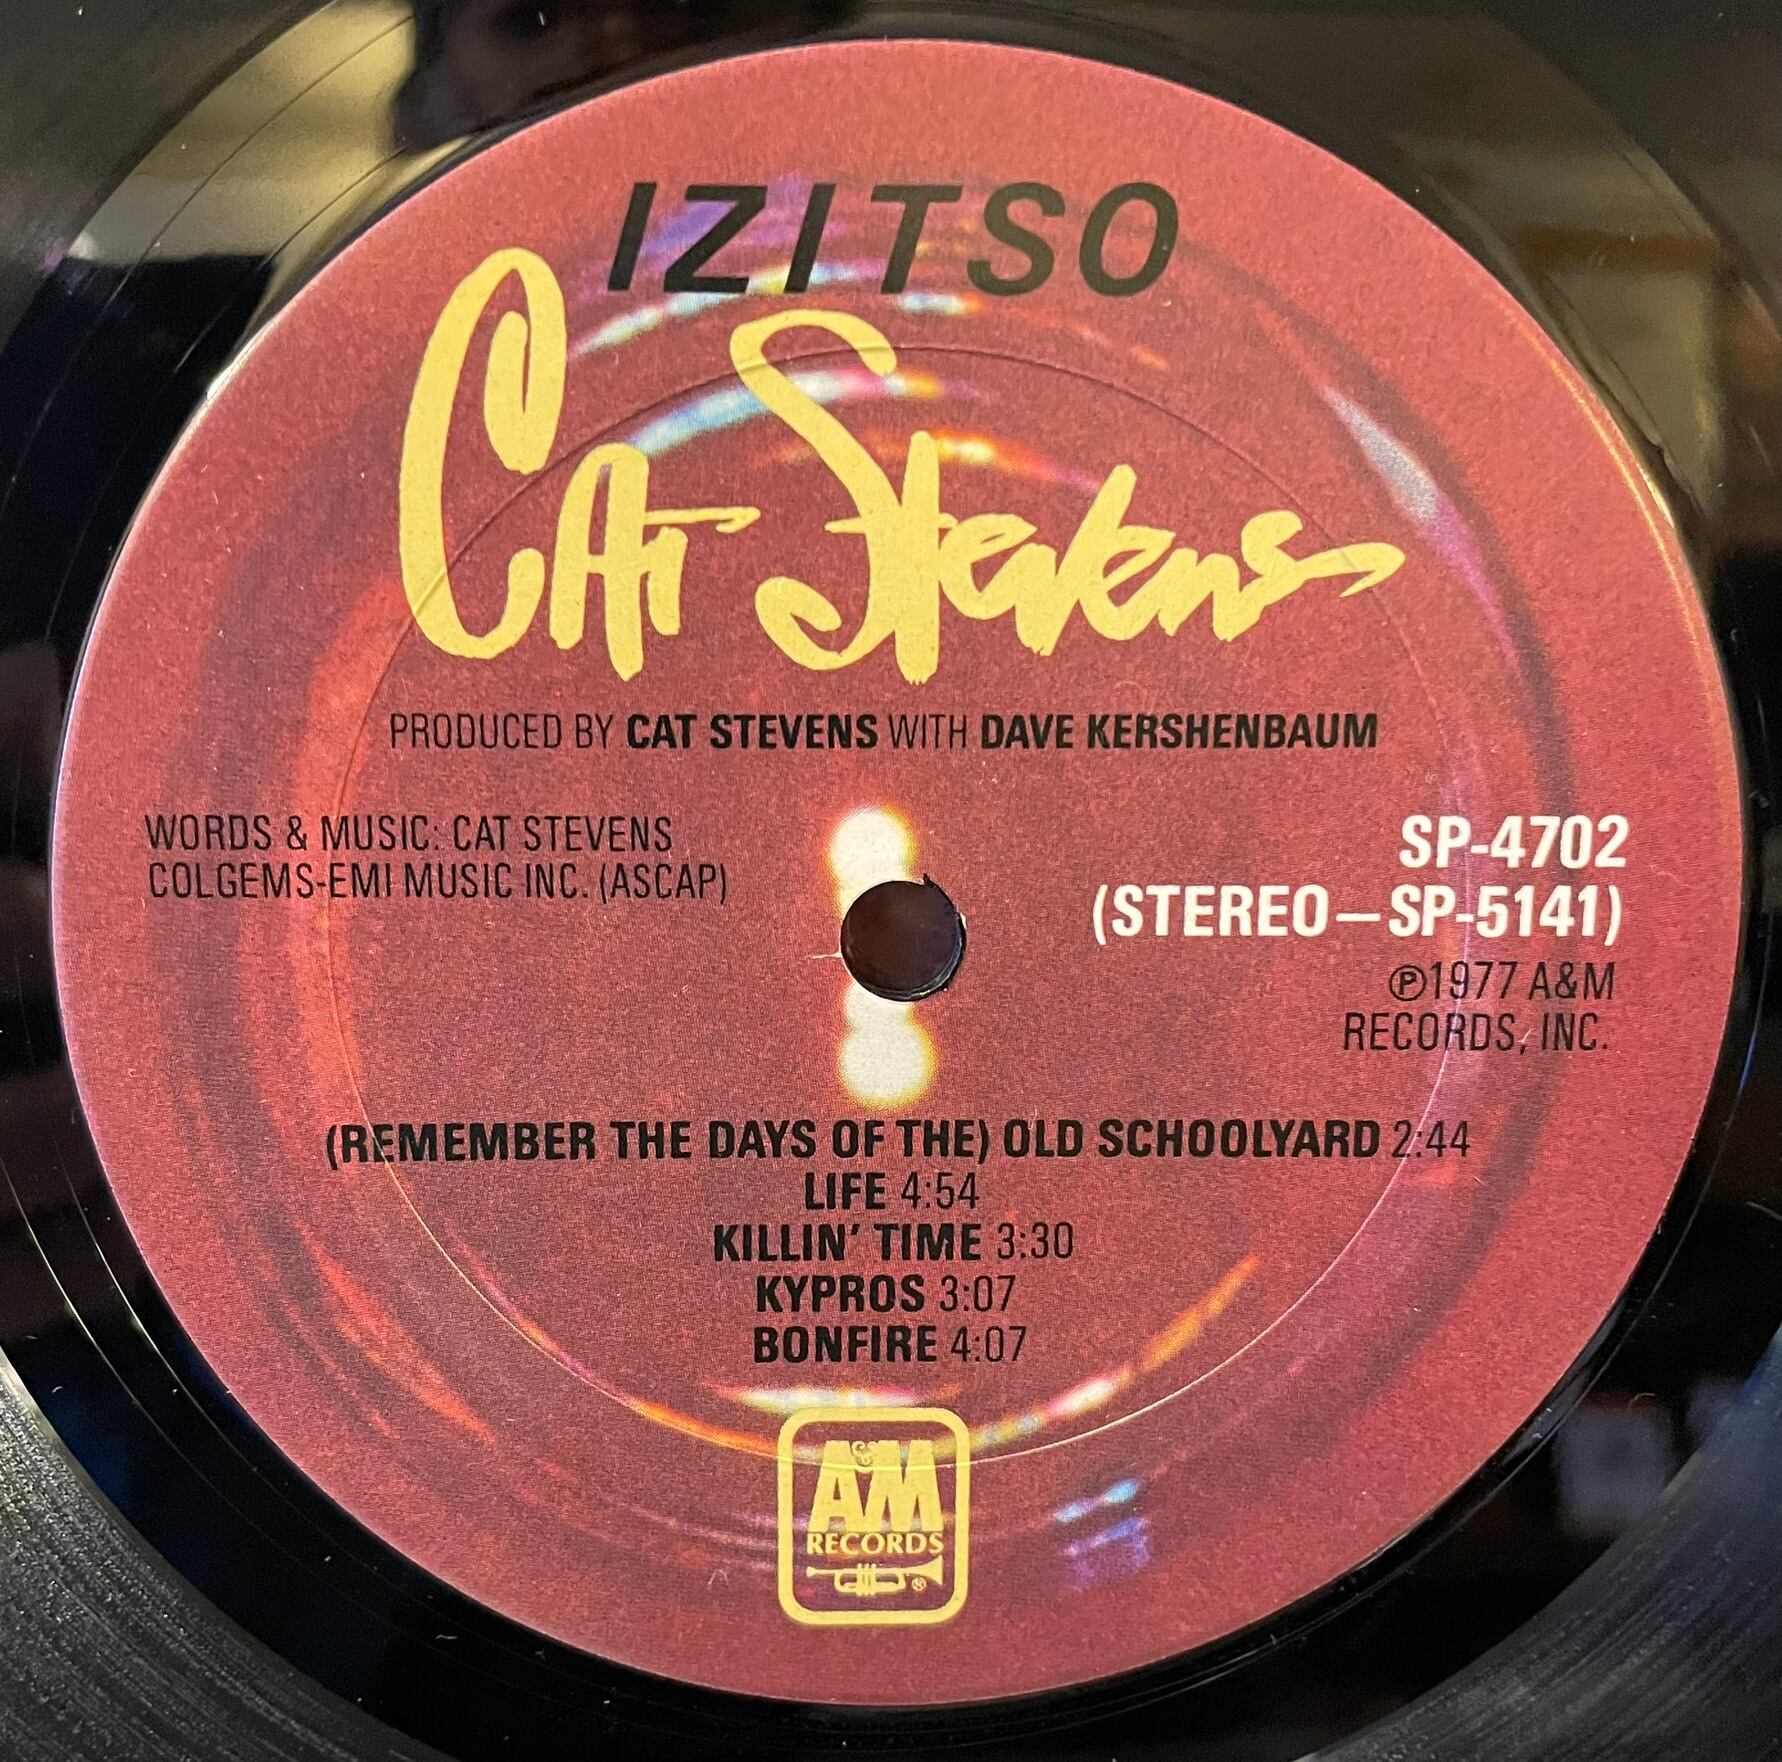 IZITSO
Cat Stevens
PRODUCED BY CAT STEVENS WITH DAVE KERSHENBAUM
WORDS & MUSIC: CAT STEVENS
COLGEMS-EMI MUSIC INC. (ASCAP)
SP-4702
(STEREO—SP-5141)
℗1977 A&M
RECORDS, INC.
(REMEMBER THE DAYS OF THE) OLD SCHOOLYARD 2:44
LIFE 4:54
KILLIN' TIME 3:30
KYPROS 3:07
BONFIRE 4:07
A&M
RECORDS
®